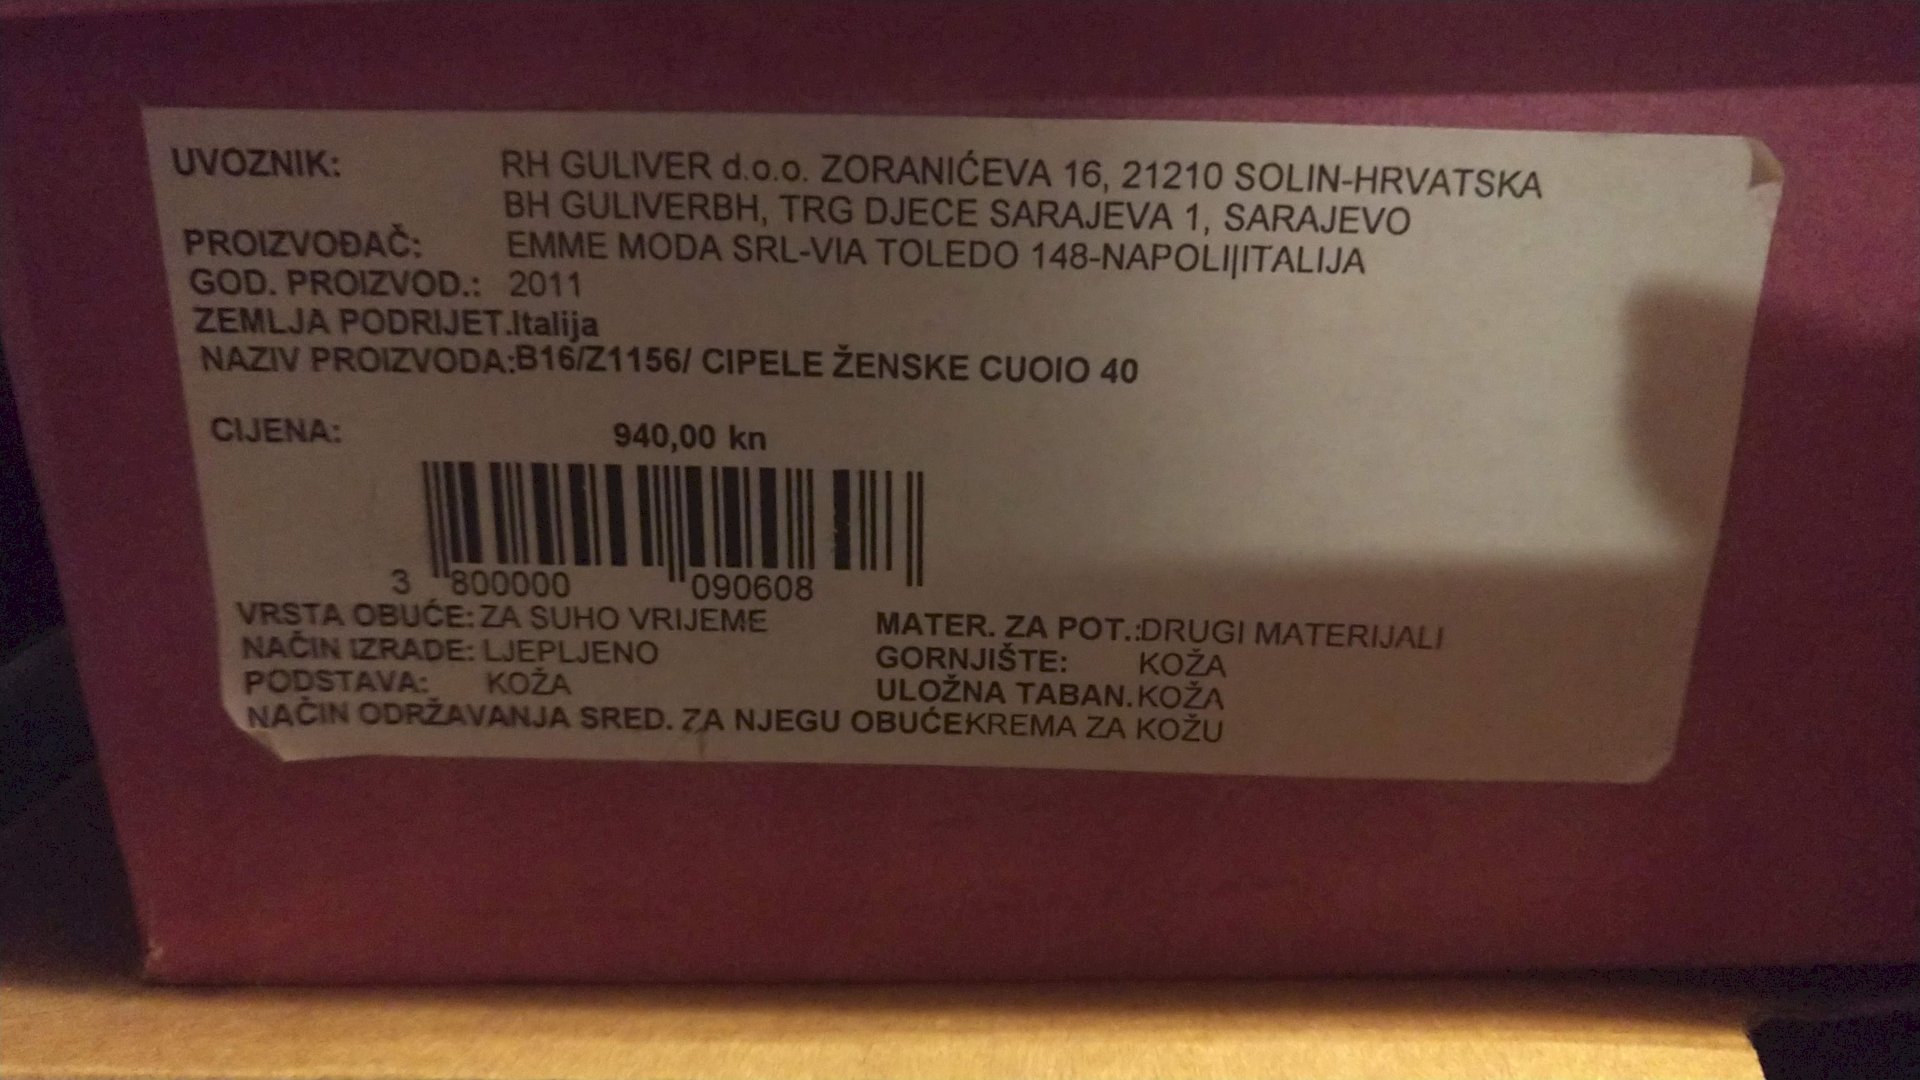 UVOZNIK: RH GULIVER d.o.o. ZORANIĆEVA 16, 21210 SOLIN-HRVATSKA
BH GULIVERBH, TRG DJECE SARAJEVA 1, SARAJEVO
PROIZVOĐAČ: EMME MODA SRL-VIA TOLEDO 148-NAPOLI|ITALIJA
GOD. PROIZVOD.: 2011
ZEMLJA PODRIJET.Italija
NAZIV PROIZVODA:B16/Z1156/ CIPELE ŽENSKE CUOIO 40
CIJENA: 940,00 kn
3 800000 090608
VRSTA OBUĆE: ZA SUHO VRIJEME MATER. ZA POT.:DRUGI MATERIJALI
NAČIN IZRADE: LJEPLJENO GORNJIŠTE: KOŽA
PODSTAVA: KOŽA ULOŽNA TABAN.KOŽA
NAČIN ODRŽAVANJA SRED. ZA NJEGU OBUĆEKREMA ZA KOŽU